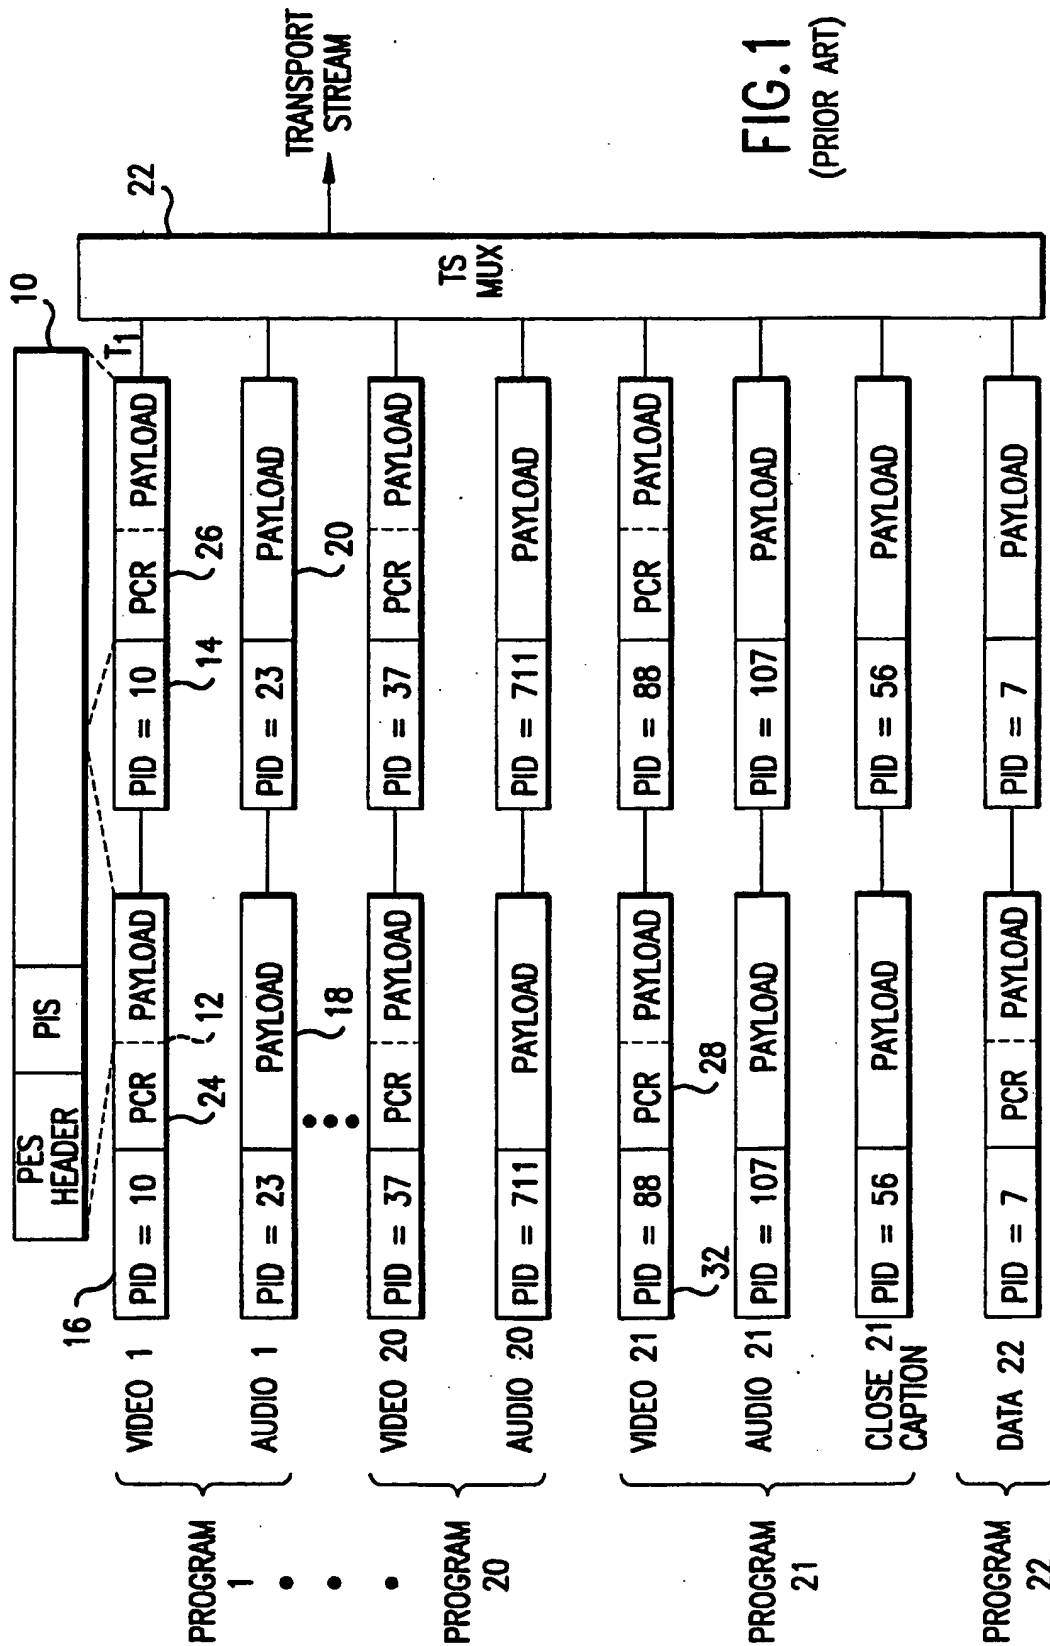 10
PES
HEADER
PIS
22
TRANSPORT
STREAM
TS
MUX
T1
PROGRAM
1
VIDEO 1
16
PID = 10
PCR
PAYLOAD
24
12
PID = 10
PCR
PAYLOAD
14
26
AUDIO 1
PID = 23
PAYLOAD
18
PID = 23
PAYLOAD
20
PROGRAM
20
VIDEO 20
PID = 37
PCR
PAYLOAD
PID = 37
PCR
PAYLOAD
AUDIO 20
PID = 711
PAYLOAD
PID = 711
PAYLOAD
PROGRAM
21
VIDEO 21
PID = 88
PCR
PAYLOAD
32
28
PID = 88
PCR
PAYLOAD
AUDIO 21
PID = 107
PAYLOAD
PID = 107
PAYLOAD
CLOSE 21
CAPTION
PID = 56
PAYLOAD
PID = 56
PAYLOAD
PROGRAM
22
DATA 22
PID = 7
PCR
PAYLOAD
PID = 7
PAYLOAD
FIG.1
(PRIOR ART)